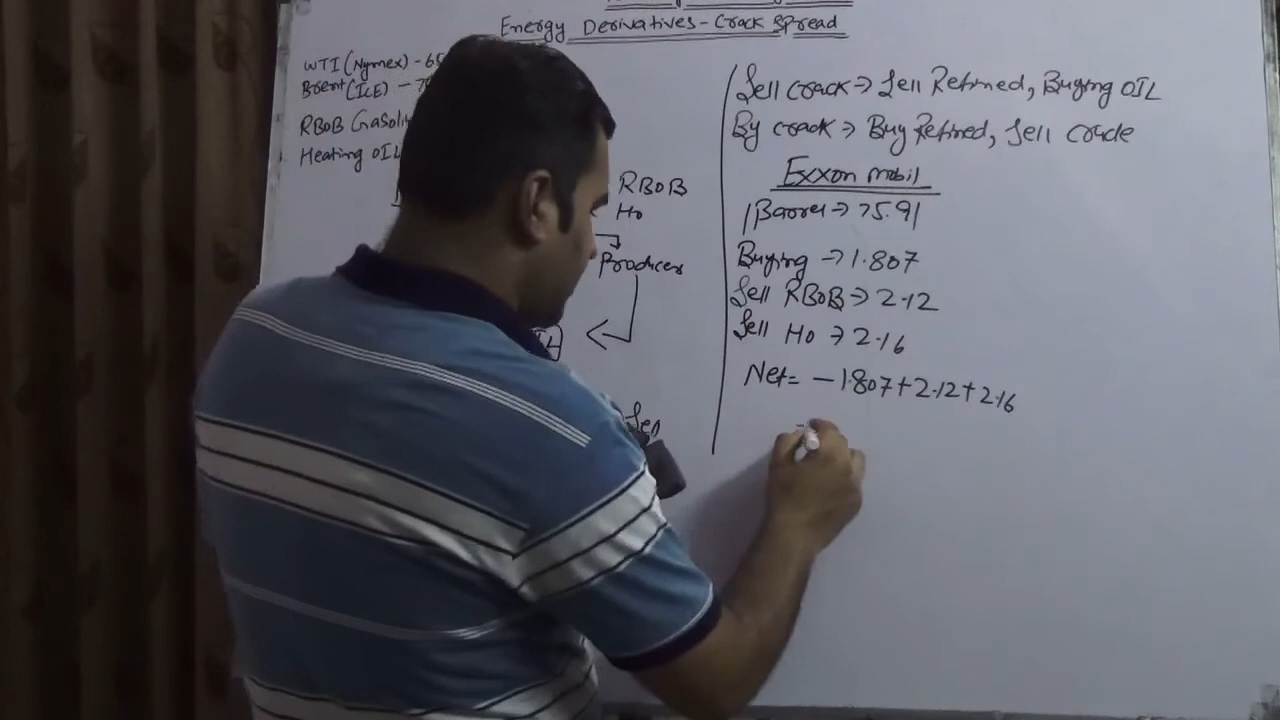 Energy Derivatives - Crack Spread
WTI (Nymex) - 65
Brent (ICE) - 7
RBOB Gasoli
Heating OIL
RBOB
Ho
Producers
Sell crack → Sell Refined, Buying OIL
By crack → Buy Refined, Sell crude
Exxon mobil
1 Barrel → 75.91
Buying → 1.807
Sell RBOB → 2.12
Sell Ho → 2.16
Net = - 1.807 + 2.12 + 2.16